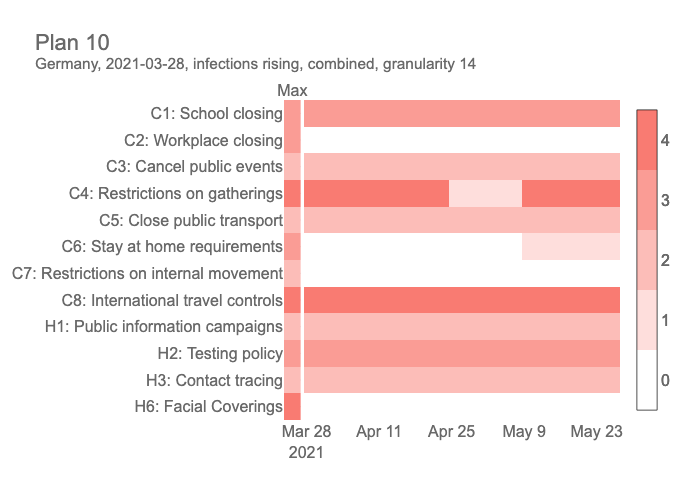 Plan 10
Germany, 2021-03-28, infections rising, combined, granularity 14
Max
C1: School closing
C2: Workplace closing
C3: Cancel public events
C4: Restrictions on gatherings
C5: Close public transport
C6: Stay at home requirements
C7: Restrictions on internal movement
C8: International travel controls
H1: Public information campaigns
H2: Testing policy
H3: Contact tracing
H6: Facial Coverings
4
3
2
1
0
Mar 28 Apr 11 Apr 25 May 9 May 23
2021